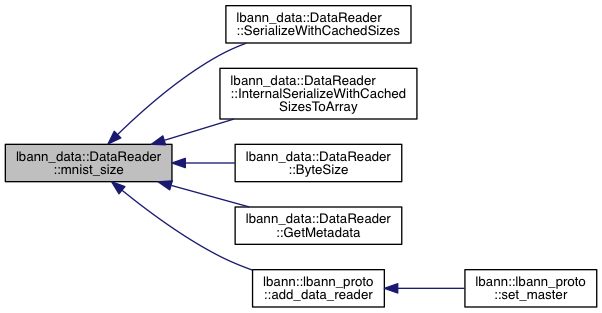 lbann_data::DataReader
::SerializeWithCachedSizes
lbann_data::DataReader
::InternalSerializeWithCached
SizesToArray
lbann_data::DataReader
::mnist_size
lbann_data::DataReader
::ByteSize
lbann_data::DataReader
::GetMetadata
lbann::lbann_proto
::add_data_reader
lbann::lbann_proto
::set_master